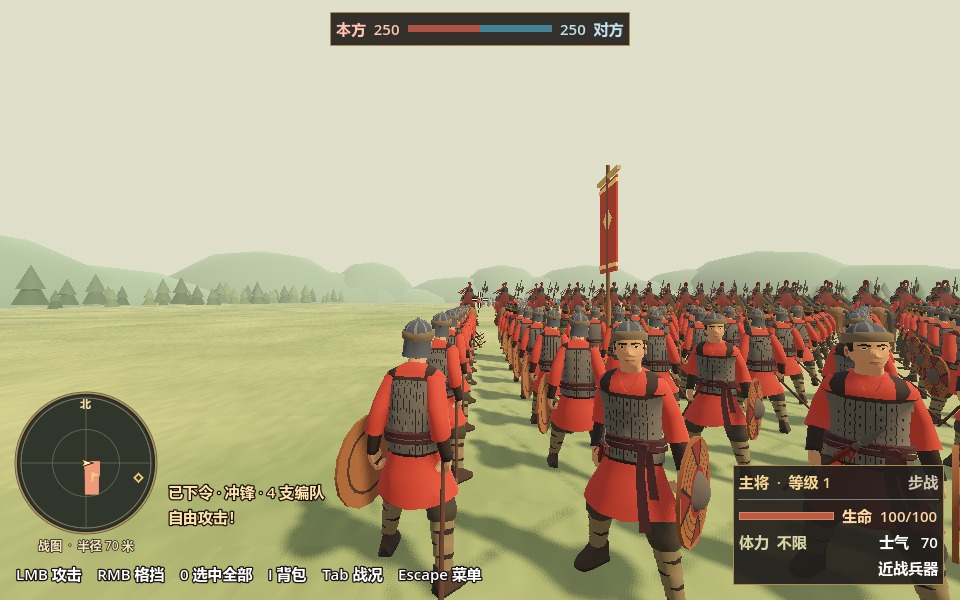 本方 250 250 对方
北
已下令·冲锋·4 支编队
自由攻击!
战图 · 半径 70 米
LMB 攻击 RMB 格挡 0 选中全部 I 背包 Tab 战况 Escape 菜单
主将 · 等级 1 步战
生命 100/100
体力 不限 士气 70
近战兵器